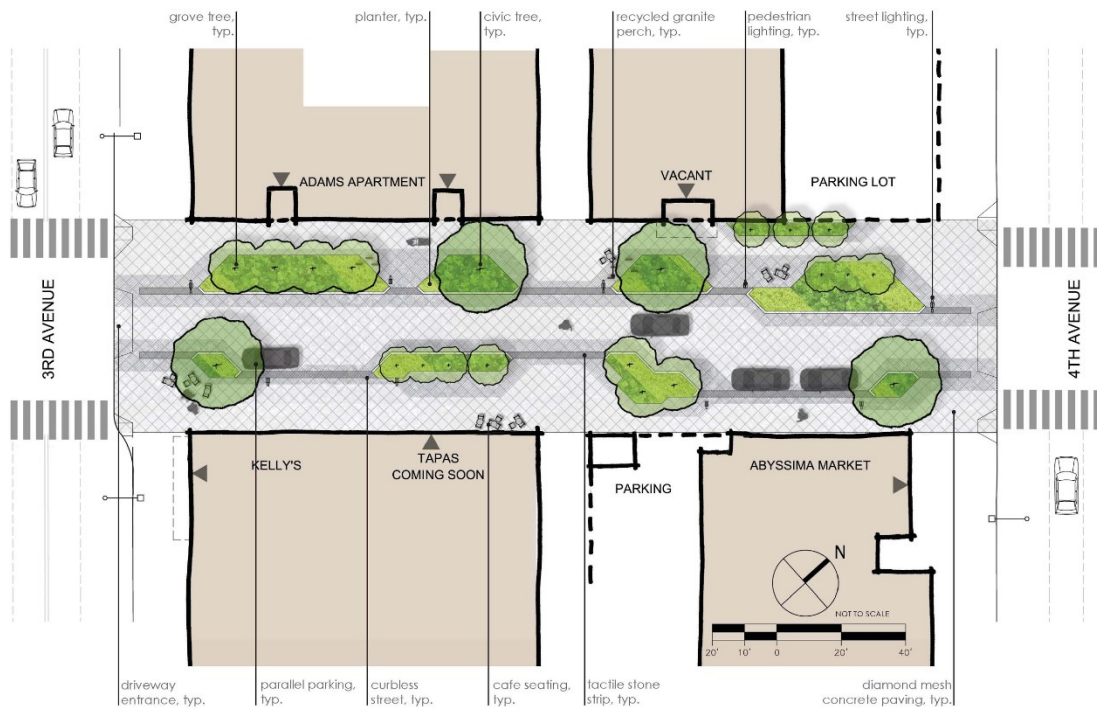 grove tree,
typ.
planter, typ.
civic tree,
typ.
recycled granite
perch, typ.
pedestrian
lighting, typ.
street lighting,
typ.
ADAMS APARTMENT
VACANT
PARKING LOT
3RD AVENUE
4TH AVENUE
KELLY'S
TAPAS
COMING SOON
PARKING
ABYSSIMA MARKET
N
NOT TO SCALE
20' 10' 0 20' 40'
driveway
entrance, typ.
parallel parking,
typ.
curbless
street, typ.
cafe seating,
typ.
tactile stone
strip, typ.
diamond mesh
concrete paving, typ.